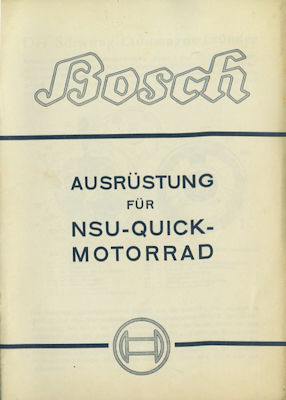 Bosch
AUSRÜSTUNG
FÜR
NSU-QUICK-
MOTORRAD